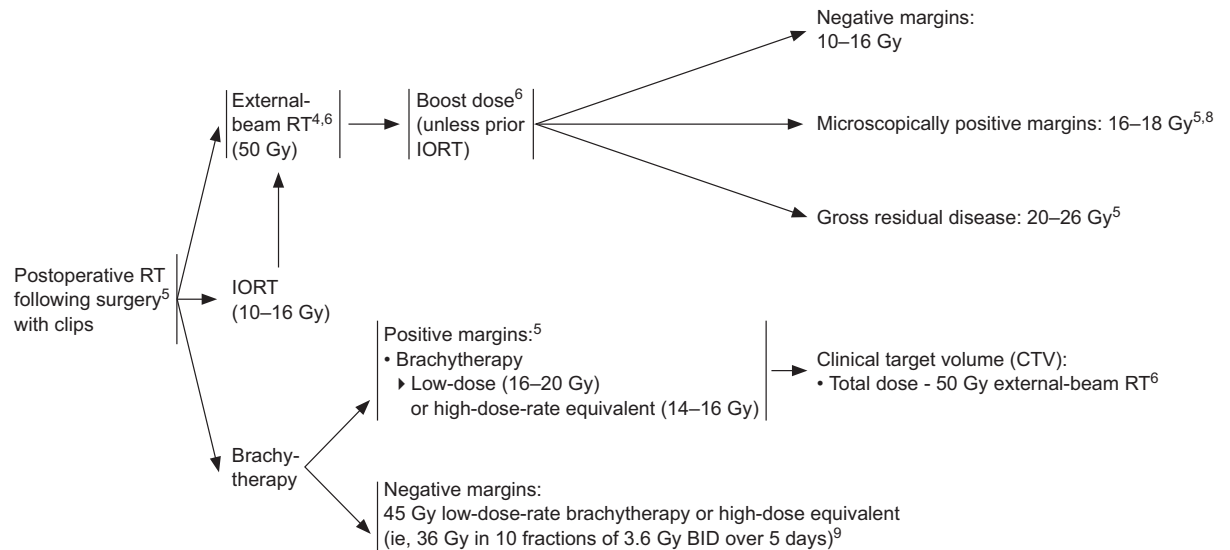 Negative margins:
10–16 Gy
External-
beam RT4,6
(50 Gy)
Boost dose6
(unless prior
IORT)
Microscopically positive margins: 16–18 Gy5,8
Gross residual disease: 20–26 Gy5
Postoperative RT
following surgery5
with clips
IORT
(10–16 Gy)
Positive margins:5
• Brachytherapy
Low-dose (16–20 Gy)
or high-dose-rate equivalent (14–16 Gy)
Clinical target volume (CTV):
• Total dose - 50 Gy external-beam RT6
Brachy-
therapy
Negative margins:
45 Gy low-dose-rate brachytherapy or high-dose equivalent
(ie, 36 Gy in 10 fractions of 3.6 Gy BID over 5 days)9